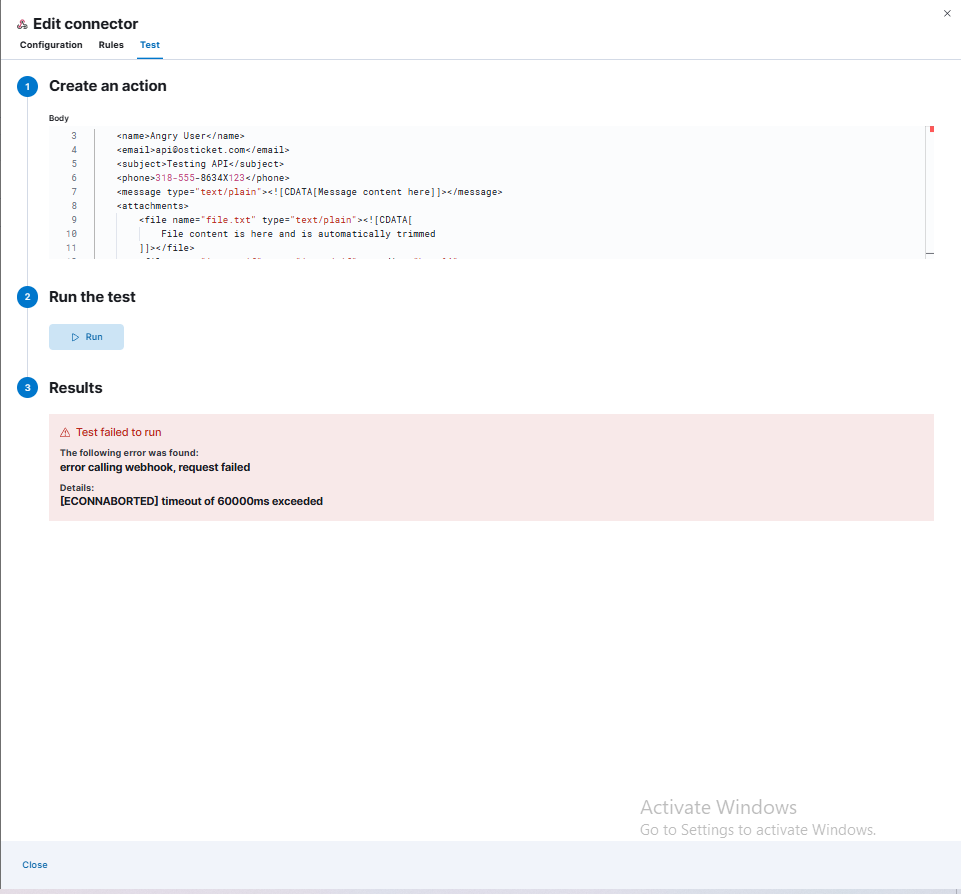 Edit connector
Configuration Rules Test
1 Create an action
Body
3 <name>Angry User</name>
4 <email>api@osticket.com</email>
5 <subject>Testing API</subject>
6 <phone>318-555-8634X123</phone>
7 <message type="text/plain"><![CDATA[Message content here]]></message>
8 <attachments>
9 <file name="file.txt" type="text/plain"><![CDATA[
10 File content is here and is automatically trimmed
11 ]]></file>
2 Run the test
Run
3 Results
Test failed to run
The following error was found:
error calling webhook, request failed
Details:
[ECONNABORTED] timeout of 60000ms exceeded
Activate Windows
Go to Settings to activate Windows.
Close